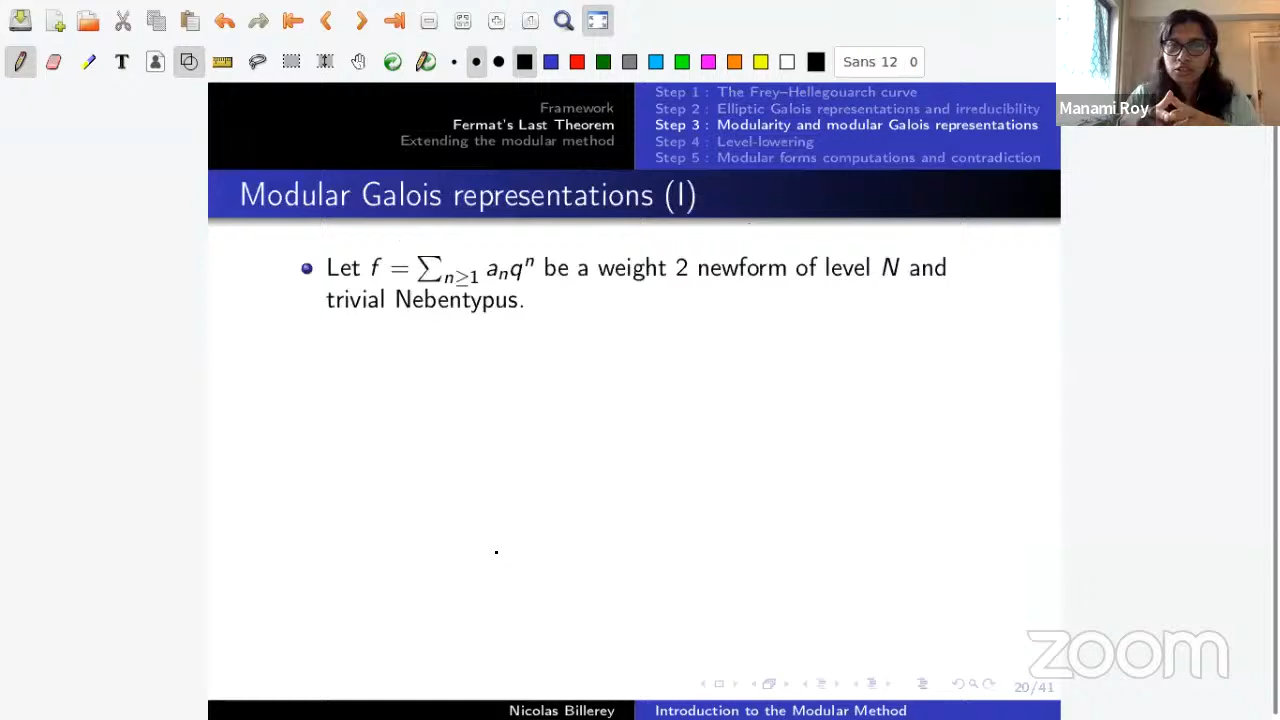 Sans 12 0
Manami Roy
Framework
Fermat's Last Theorem
Extending the modular method
Step 1 : The Frey–Hellegouarch curve
Step 2 : Elliptic Galois representations and irreducibility
Step 3 : Modularity and modular Galois representations
Step 4 : Level-lowering
Step 5 : Modular forms computations and contradiction
Modular Galois representations (I)
Let f = ∑n≥1 anqⁿ be a weight 2 newform of level N and
trivial Nebentypus.
zoom
20/41
Nicolas Billerey
Introduction to the Modular Method